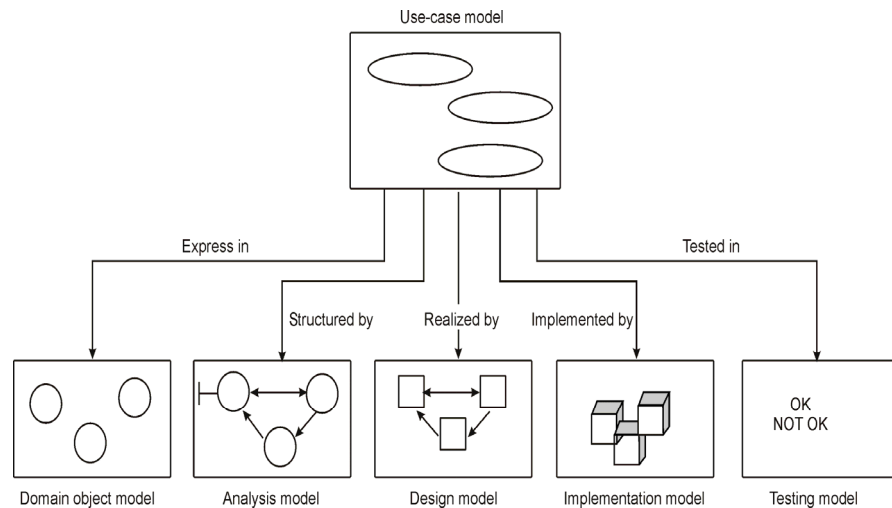 Use-case model
Express in
Tested in
Structured by
Realized by
Implemented by
OK
NOT OK
Domain object model
Analysis model
Design model
Implementation model
Testing model